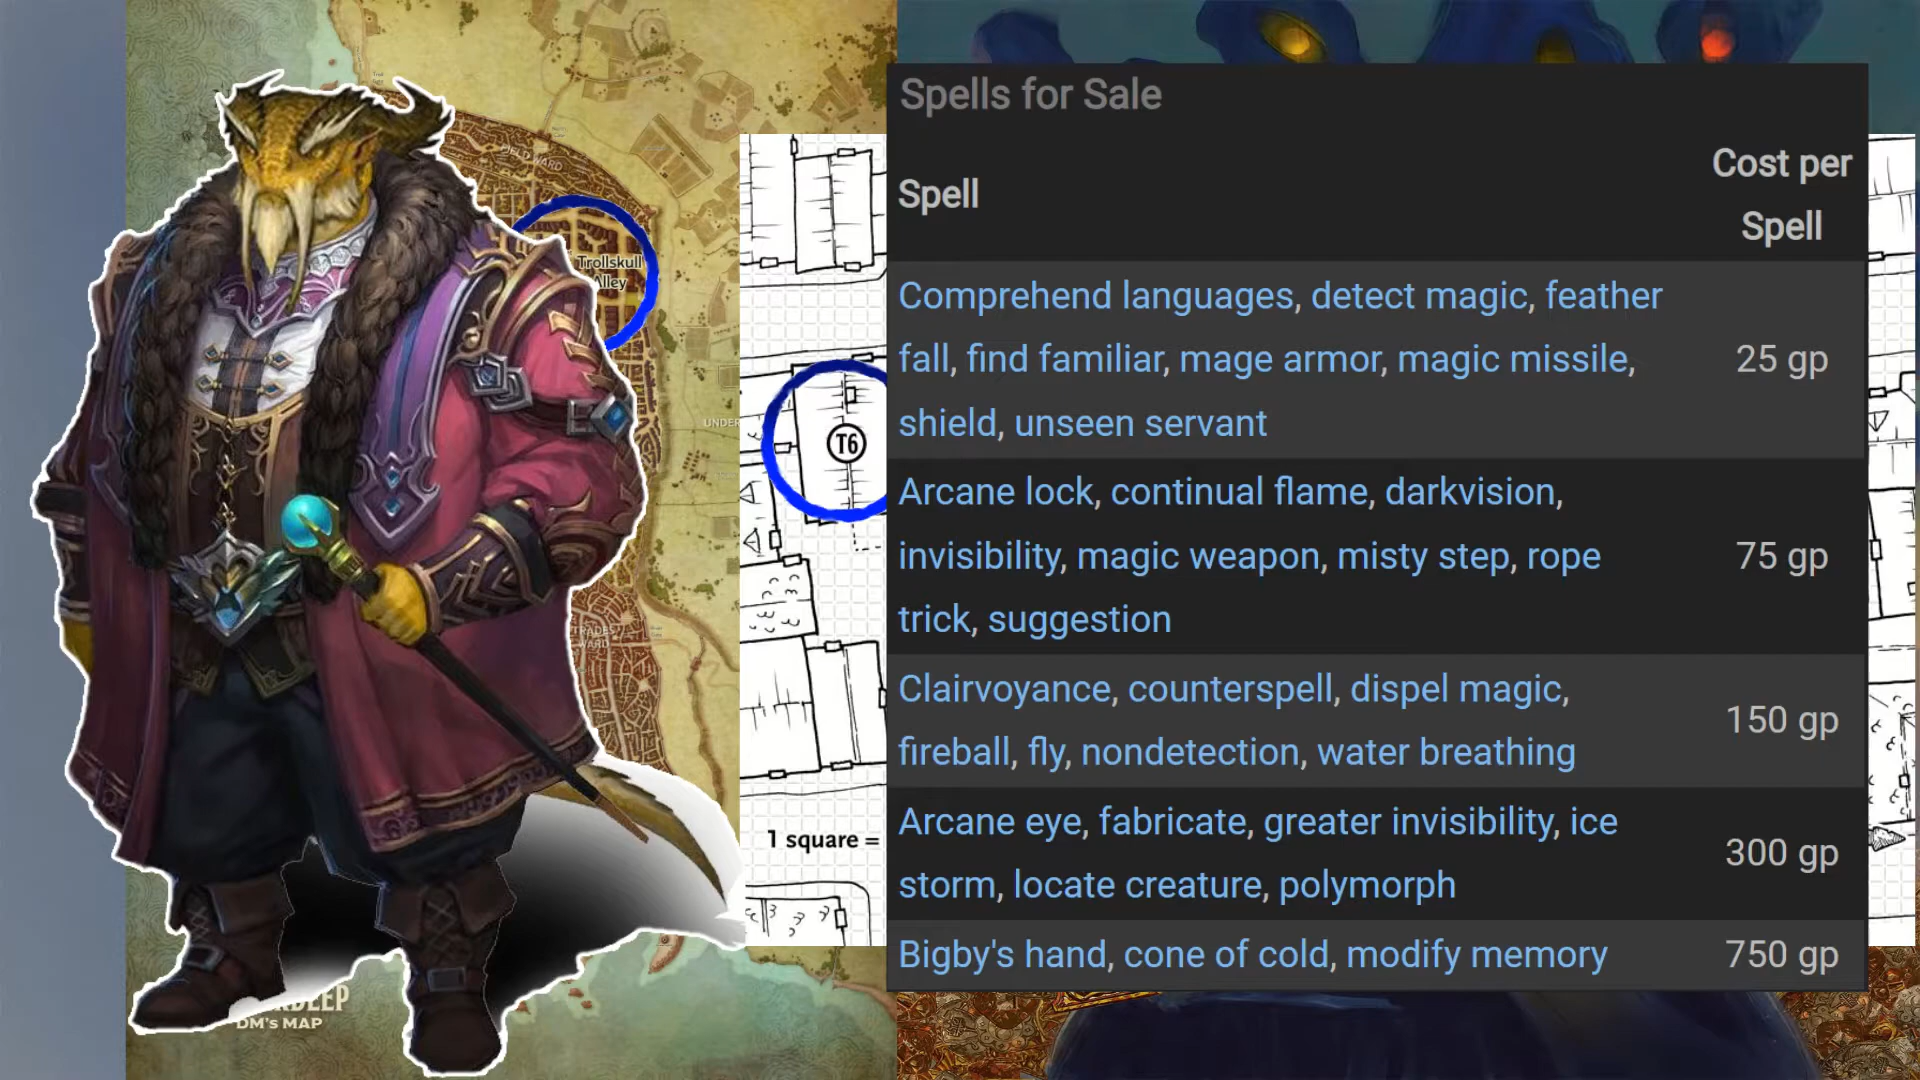 Spells for Sale
Spell
Cost per
Spell
Comprehend languages, detect magic, feather
fall, find familiar, mage armor, magic missile,
shield, unseen servant
25 gp
Arcane lock, continual flame, darkvision,
invisibility, magic weapon, misty step, rope
trick, suggestion
75 gp
Clairvoyance, counterspell, dispel magic,
fireball, fly, nondetection, water breathing
150 gp
Arcane eye, fabricate, greater invisibility, ice
storm, locate creature, polymorph
300 gp
Bigby's hand, cone of cold, modify memory
750 gp
Trollskull
Alley
T6
1 square =
UNDER
TRADES
WARD
DM's MAP